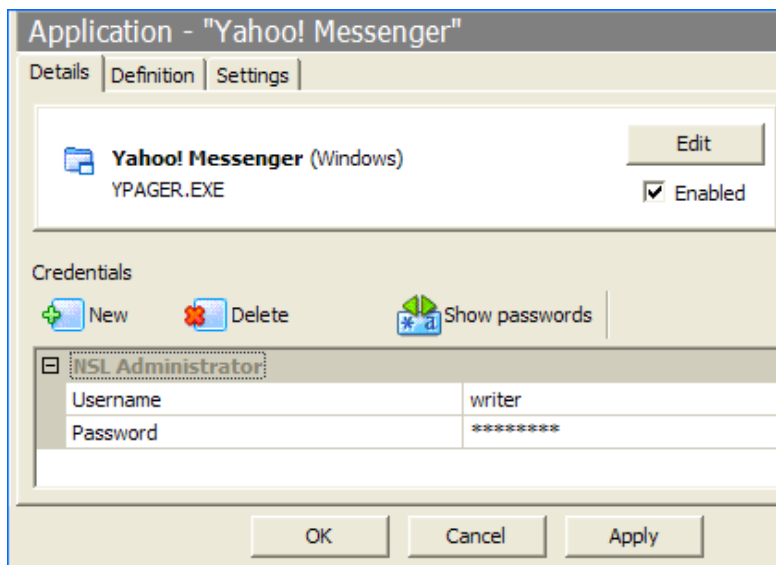 Application - "Yahoo! Messenger"
Details Definition Settings
Yahoo! Messenger (Windows) Edit
YPAGER.EXE Enabled
Credentials
New Delete * a Show passwords
NSL Administrator
Username writer
Password ********
OK Cancel Apply